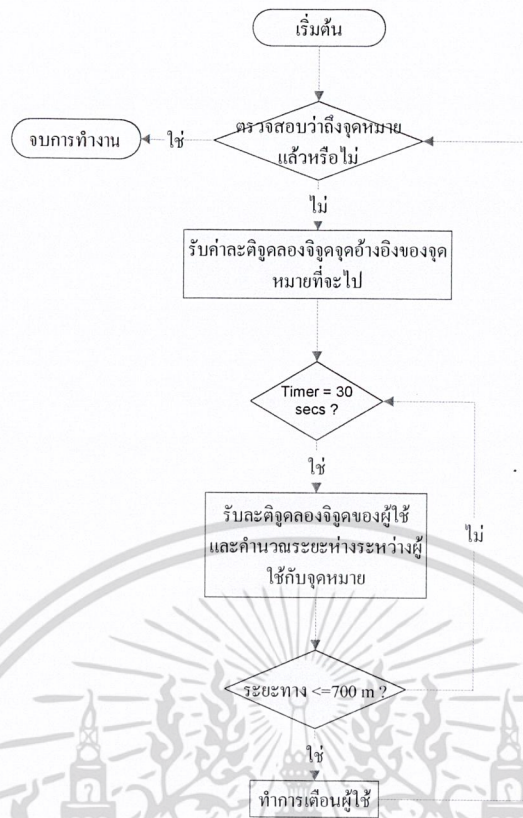 เริ่มต้น
ตรวจสอบว่าถึงจุดหมาย
แล้วหรือไม่
ใช่
จบการทำงาน
ไม่
รับค่าละติจูดลองจิจูดจุดอ้างอิงของจุด
หมายที่จะไป
Timer = 30
secs ?
ใช่
รับละติจูดลองจิจูดของผู้ใช้
และคำนวณระยะห่างระหว่างผู้
ใช้กับจุดหมาย
ไม่
ระยะทาง <=700 m ?
ใช่
ทำการเตือนผู้ใช้